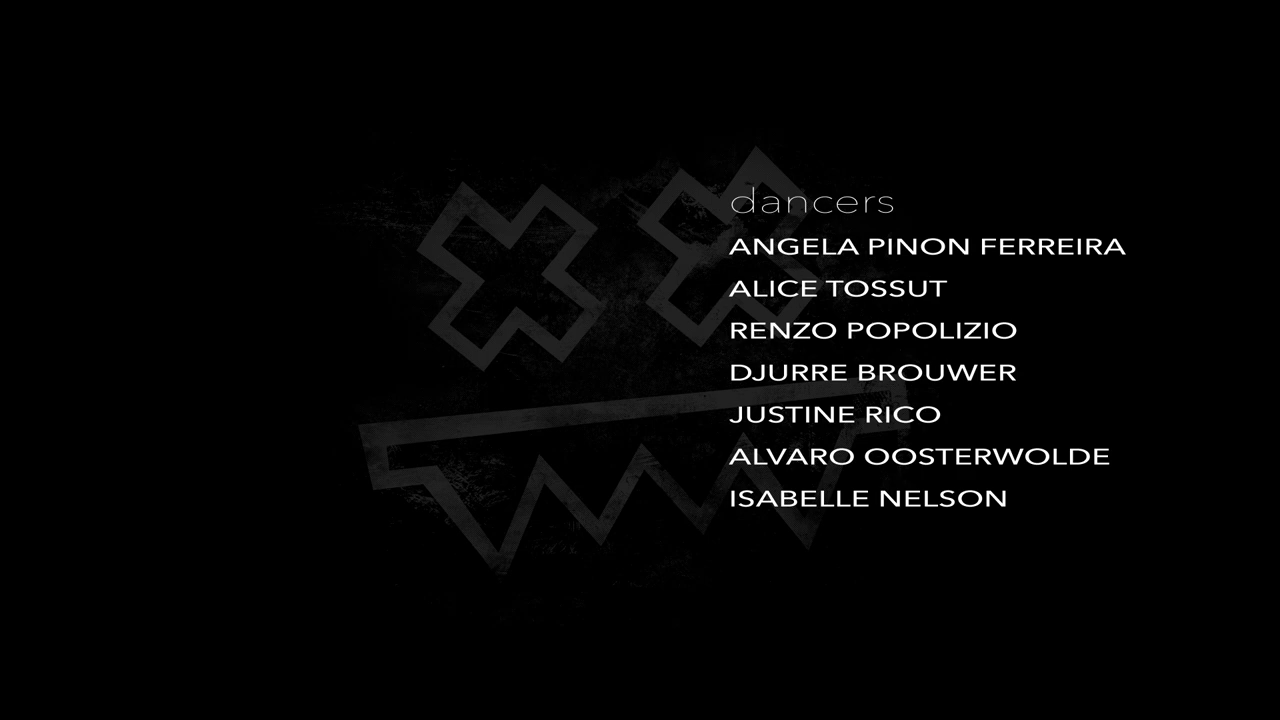 dancers
ANGELA PINON FERREIRA
ALICE TOSSUT
RENZO POPOLIZIO
DJURRE BROUWER
JUSTINE RICO
ALVARO OOSTERWOLDE
ISABELLE NELSON